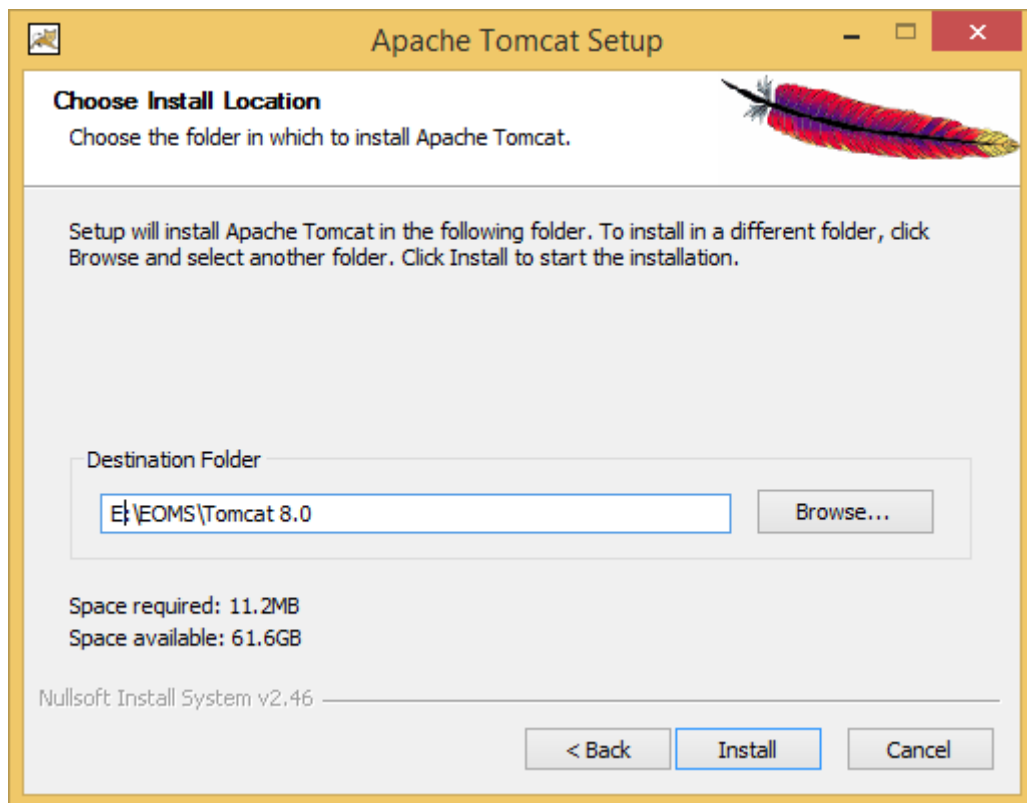 Apache Tomcat Setup
Choose Install Location
Choose the folder in which to install Apache Tomcat.
Setup will install Apache Tomcat in the following folder. To install in a different folder, click
Browse and select another folder. Click Install to start the installation.
Destination Folder
E:\EOMS\Tomcat 8.0
Browse...
Space required: 11.2MB
Space available: 61.6GB
Nullsoft Install System v2.46
< Back
Install
Cancel